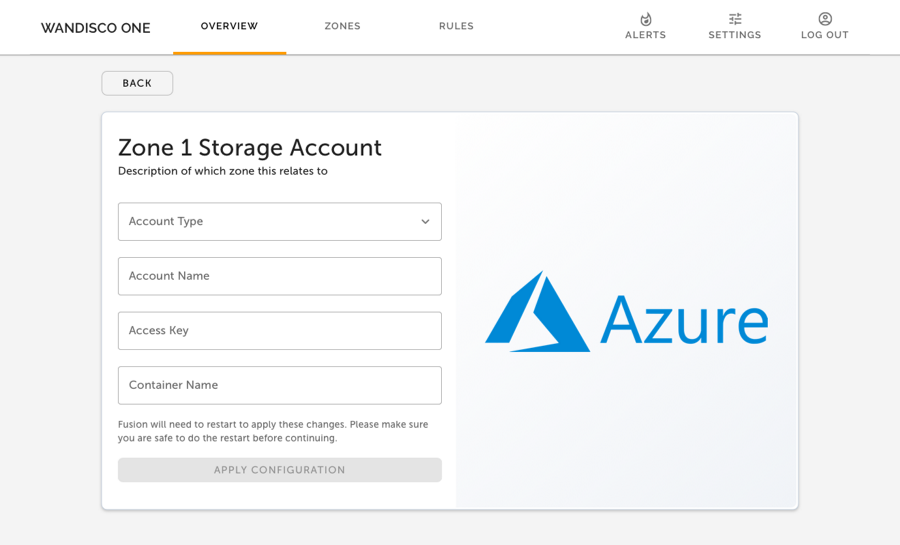 WANDISCO ONE
OVERVIEW
ZONES
RULES
ALERTS
SETTINGS
LOG OUT
BACK
Zone 1 Storage Account
Description of which zone this relates to
Account Type
Account Name
Access Key
Container Name
Fusion will need to restart to apply these changes. Please make sure
you are safe to do the restart before continuing.
APPLY CONFIGURATION
Azure